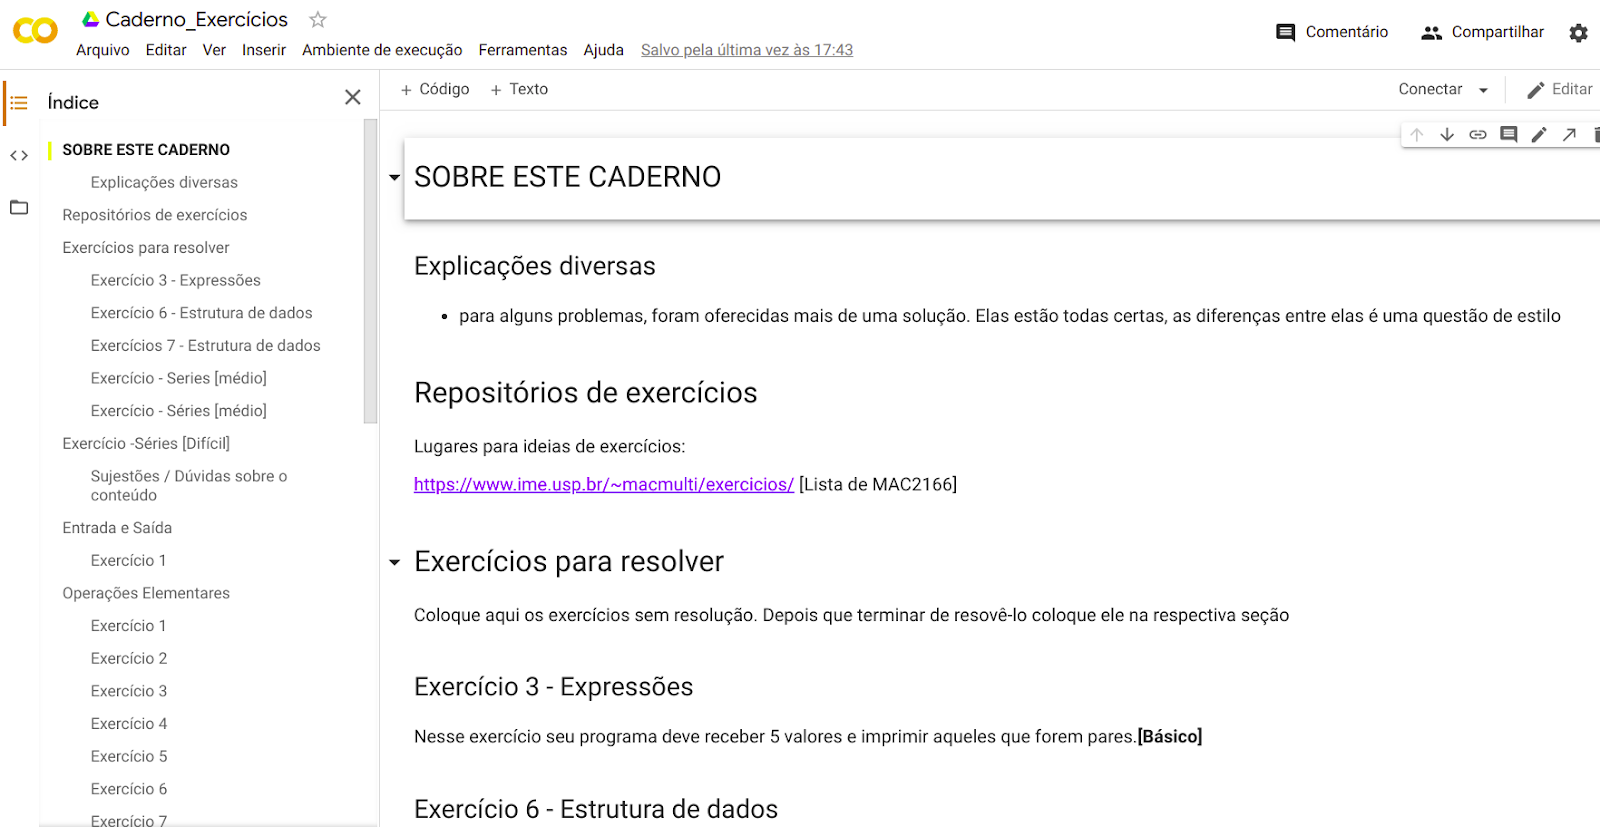 Caderno_Exercícios
Comentário
Compartilhar
Arquivo Editar Ver Inserir Ambiente de execução Ferramentas Ajuda Salvo pela última vez às 17:43
Índice
SOBRE ESTE CADERNO
Explicações diversas
Repositórios de exercícios
Exercícios para resolver
Exercício 3 - Expressões
Exercício 6 - Estrutura de dados
Exercícios 7 - Estrutura de dados
Exercício - Series [médio]
Exercício - Séries [médio]
Exercício -Séries [Difícil]
Sujestões / Dúvidas sobre o
conteúdo
Entrada e Saída
Exercício 1
Operações Elementares
Exercício 1
Exercício 2
Exercício 3
Exercício 4
Exercício 5
Exercício 6
Exercício 7
+ Código + Texto
Conectar
Editar
SOBRE ESTE CADERNO
Explicações diversas
• para alguns problemas, foram oferecidas mais de uma solução. Elas estão todas certas, as diferenças entre elas é uma questão de estilo
Repositórios de exercícios
Lugares para ideias de exercícios:
https://www.ime.usp.br/~macmulti/exercicios/ [Lista de MAC2166]
Exercícios para resolver
Coloque aqui os exercícios sem resolução. Depois que terminar de resovê-lo coloque ele na respectiva seção
Exercício 3 - Expressões
Nesse exercício seu programa deve receber 5 valores e imprimir aqueles que forem pares.[Básico]
Exercício 6 - Estrutura de dados